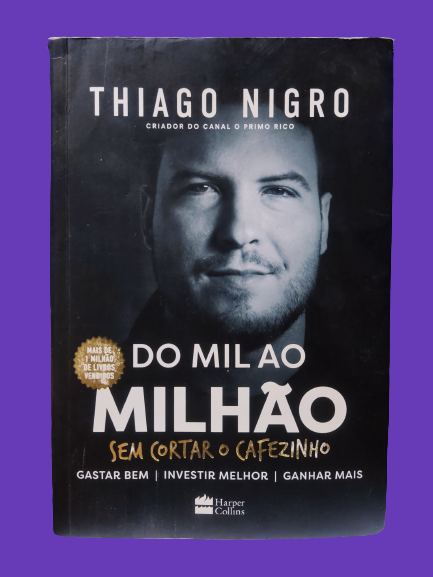 THIAGO NIGRO
CRIADOR DO CANAL O PRIMO RICO
MAIS DE
1 MILHÃO
DE LIVROS
VENDIDOS
DO MIL AO
MILHÃO
SEM CORTAR O CAFEZINHO
GASTAR BEM | INVESTIR MELHOR | GANHAR MAIS
Harper
Collins